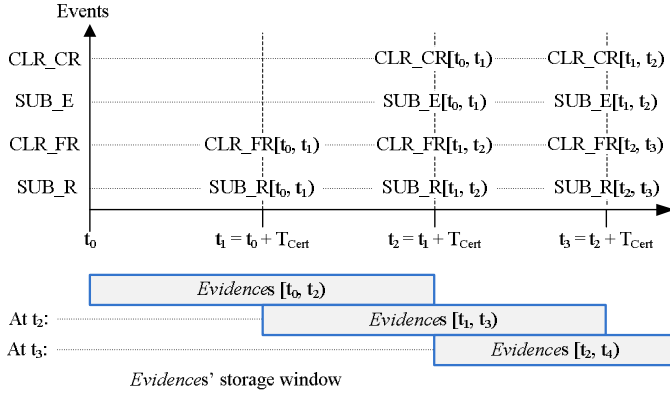 Events
CLR_CR CLR_CR[t₀, t₁) CLR_CR[t₁, t₂)
SUB_E SUB_E[t₀, t₁) SUB_E[t₁, t₂)
CLR_FR CLR_FR[t₀, t₁) CLR_FR[t₁, t₂) CLR_FR[t₂, t₃)
SUB_R SUB_R[t₀, t₁) SUB_R[t₁, t₂) SUB_R[t₂, t₃)
t₀ t₁ = t₀ + T_Cert t₂ = t₁ + T_Cert t₃ = t₂ + T_Cert
Evidences [t₀, t₂)
At t₂: Evidences [t₁, t₃)
At t₃: Evidences [t₂, t₄)
Evidences' storage window